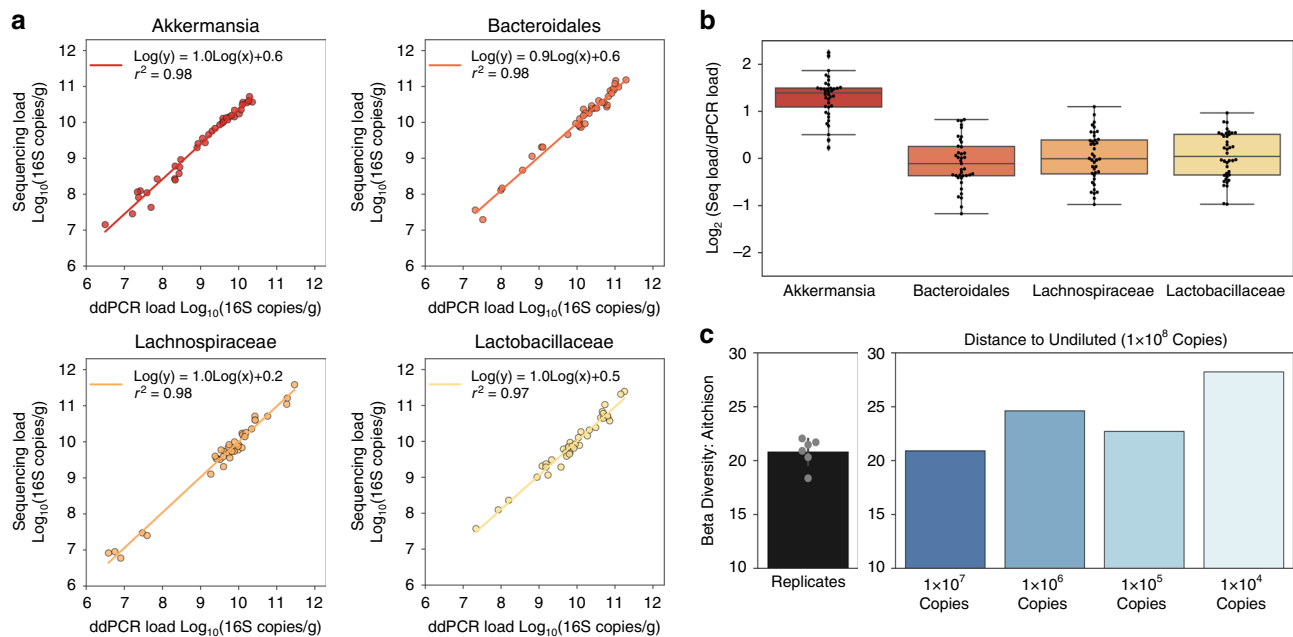 a
Akkermansia
Log(y) = 1.0Log(x)+0.6
r² = 0.98
12
11
10
9
8
7
6
Sequencing load
Log₁₀(16S copies/g)
6 7 8 9 10 11 12
ddPCR load Log₁₀(16S copies/g)
Bacteroidales
Log(y) = 0.9Log(x)+0.6
r² = 0.98
12
11
10
9
8
7
6
Sequencing load
Log₁₀(16S copies/g)
6 7 8 9 10 11 12
ddPCR load Log₁₀(16S copies/g)
Lachnospiraceae
Log(y) = 1.0Log(x)+0.2
r² = 0.98
12
11
10
9
8
7
6
Sequencing load
Log₁₀(16S copies/g)
6 7 8 9 10 11 12
ddPCR load Log₁₀(16S copies/g)
Lactobacillaceae
Log(y) = 1.0Log(x)+0.5
r² = 0.97
12
11
10
9
8
7
6
Sequencing load
Log₁₀(16S copies/g)
6 7 8 9 10 11 12
ddPCR load Log₁₀(16S copies/g)
b
2
1
0
−1
−2
Log₂ (Seq load/dPCR load)
Akkermansia Bacteroidales Lachnospiraceae Lactobacillaceae
c
Distance to Undiluted (1×10⁸ Copies)
30
25
20
15
10
Beta Diversity: Aitchison
Replicates
30
25
20
15
10
1×10⁷ 1×10⁶ 1×10⁵ 1×10⁴
Copies Copies Copies Copies